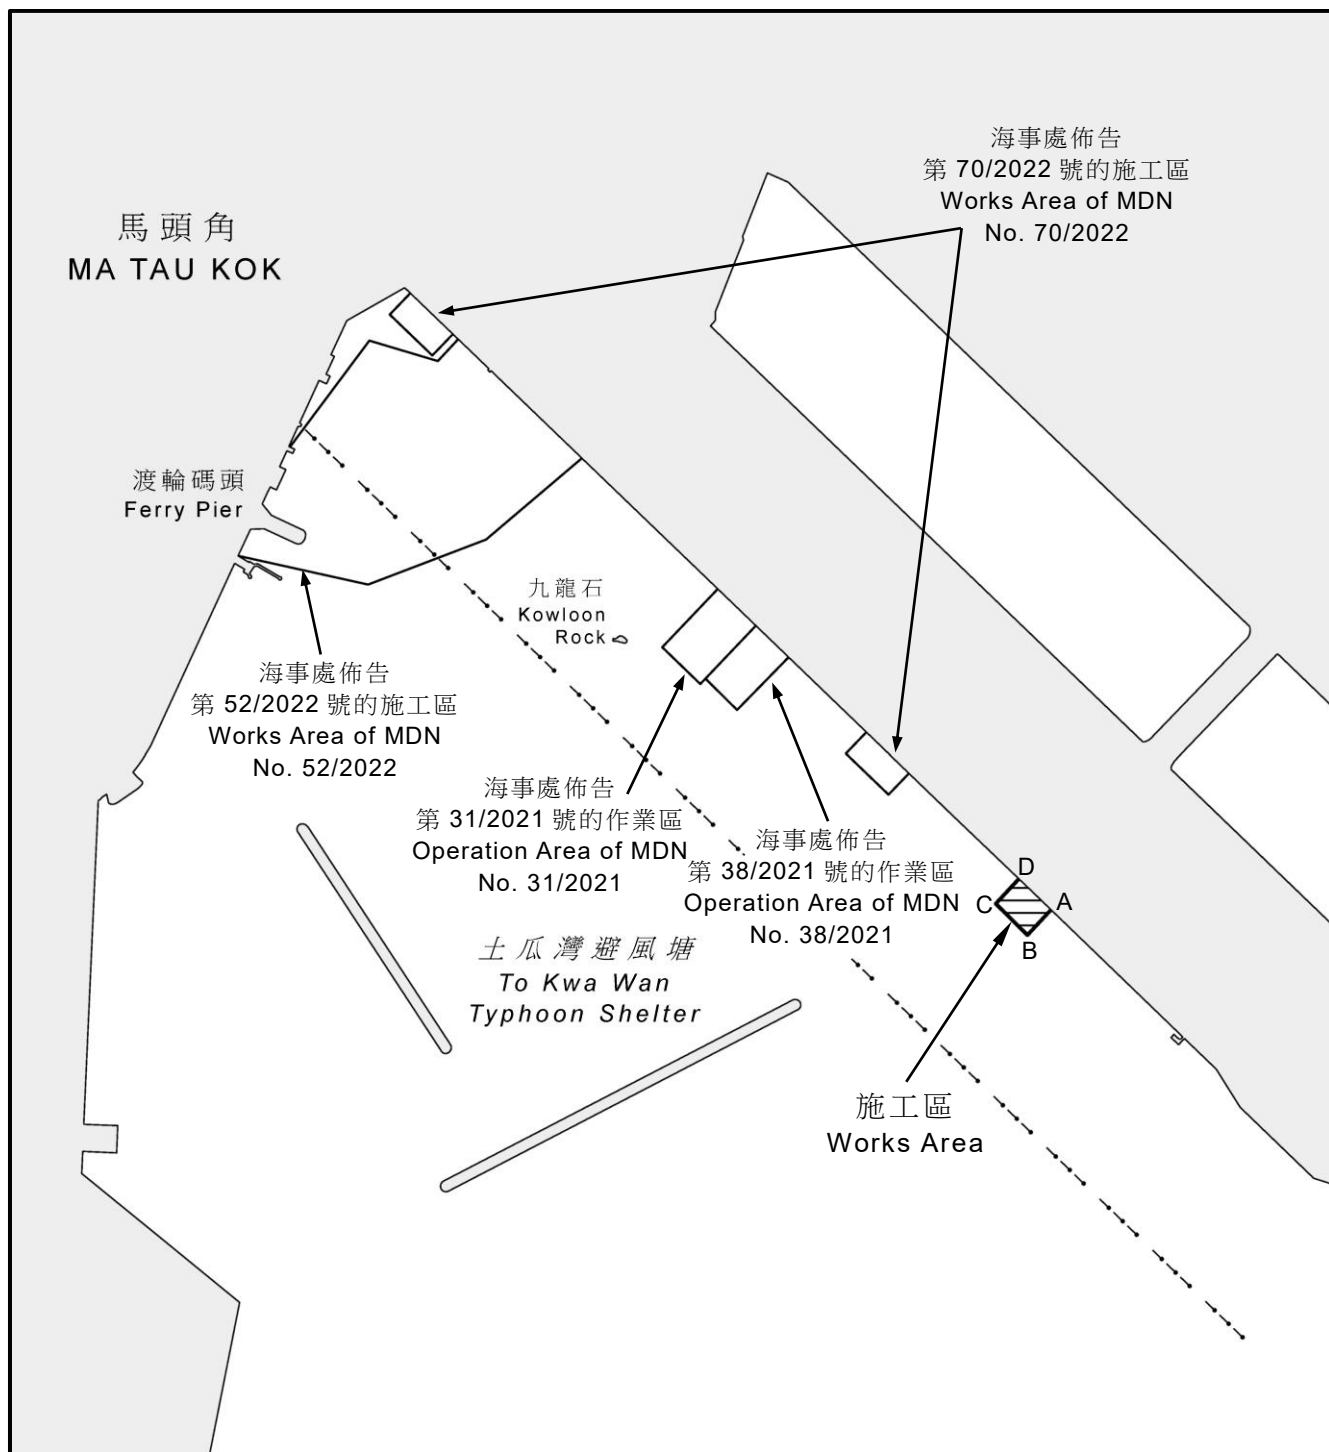 海事處佈告
第 70/2022 號的施工區
Works Area of MDN
No. 70/2022
馬頭角
MA TAU KOK
渡輪碼頭
Ferry Pier
九龍石
Kowloon
Rock
海事處佈告
第 52/2022 號的施工區
Works Area of MDN
No. 52/2022
海事處佈告
第 31/2021 號的作業區
Operation Area of MDN
No. 31/2021
海事處佈告
第 38/2021 號的作業區
Operation Area of MDN
No. 38/2021
D
C
A
B
土瓜灣避風塘
To Kwa Wan
Typhoon Shelter
施工區
Works Area